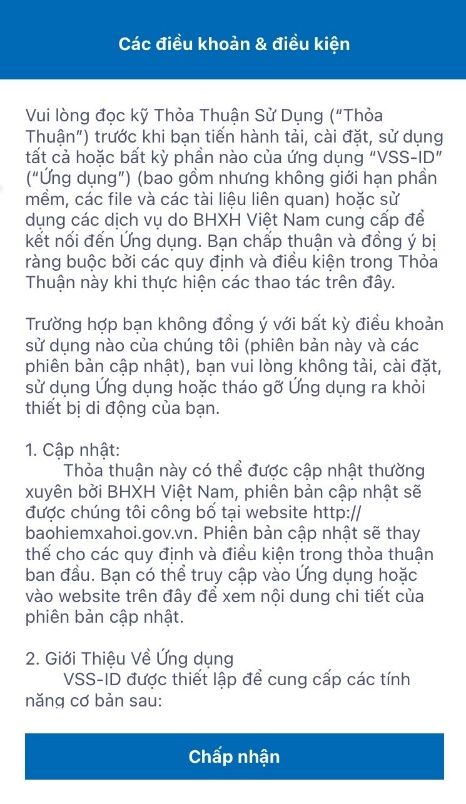 Các điều khoản & điều kiện
Vui lòng đọc kỹ Thỏa Thuận Sử Dụng (“Thỏa
Thuận”) trước khi bạn tiến hành tải, cài đặt, sử dụng
tất cả hoặc bất kỳ phần nào của ứng dụng “VSS-ID”
(“Ứng dụng”) (bao gồm nhưng không giới hạn phần
mềm, các file và các tài liệu liên quan) hoặc sử
dụng các dịch vụ do BHXH Việt Nam cung cấp để
kết nối đến Ứng dụng. Bạn chấp thuận và đồng ý bị
ràng buộc bởi các quy định và điều kiện trong Thỏa
Thuận này khi thực hiện các thao tác trên đây.
Trường hợp bạn không đồng ý với bất kỳ điều khoản
sử dụng nào của chúng tôi (phiên bản này và các
phiên bản cập nhật), bạn vui lòng không tải, cài đặt,
sử dụng Ứng dụng hoặc tháo gỡ Ứng dụng ra khỏi
thiết bị di động của bạn.
1. Cập nhật:
Thỏa thuận này có thể được cập nhật thường
xuyên bởi BHXH Việt Nam, phiên bản cập nhật sẽ
được chúng tôi công bố tại website http://
baohiemxahoi.gov.vn. Phiên bản cập nhật sẽ thay
thế cho các quy định và điều kiện trong thỏa thuận
ban đầu. Bạn có thể truy cập vào Ứng dụng hoặc
vào website trên đây để xem nội dung chi tiết của
phiên bản cập nhật.
2. Giới Thiệu Về Ứng dụng
VSS-ID được thiết lập để cung cấp các tính
năng cơ bản sau:
Chấp nhận